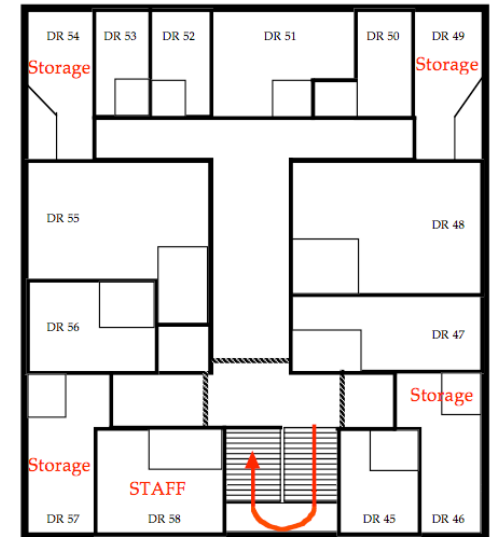 DR 54
DR 53
DR 52
DR 51
DR 50
DR 49
Storage
Storage
DR 55
DR 48
DR 56
DR 47
Storage
Storage
STAFF
DR 57
DR 58
DR 45
DR 46